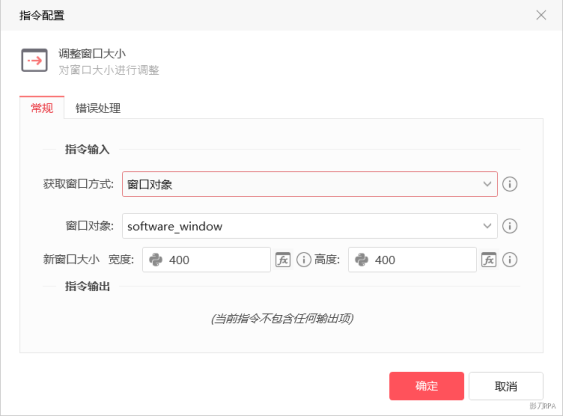 指令配置
调整窗口大小
对窗口大小进行调整
常规 错误处理
指令输入
获取窗口方式: 窗口对象
窗口对象: software_window
新窗口大小 宽度: 400 fx 高度: 400 fx
指令输出
(当前指令不包含任何输出项)
确定 取消
影刀RPA